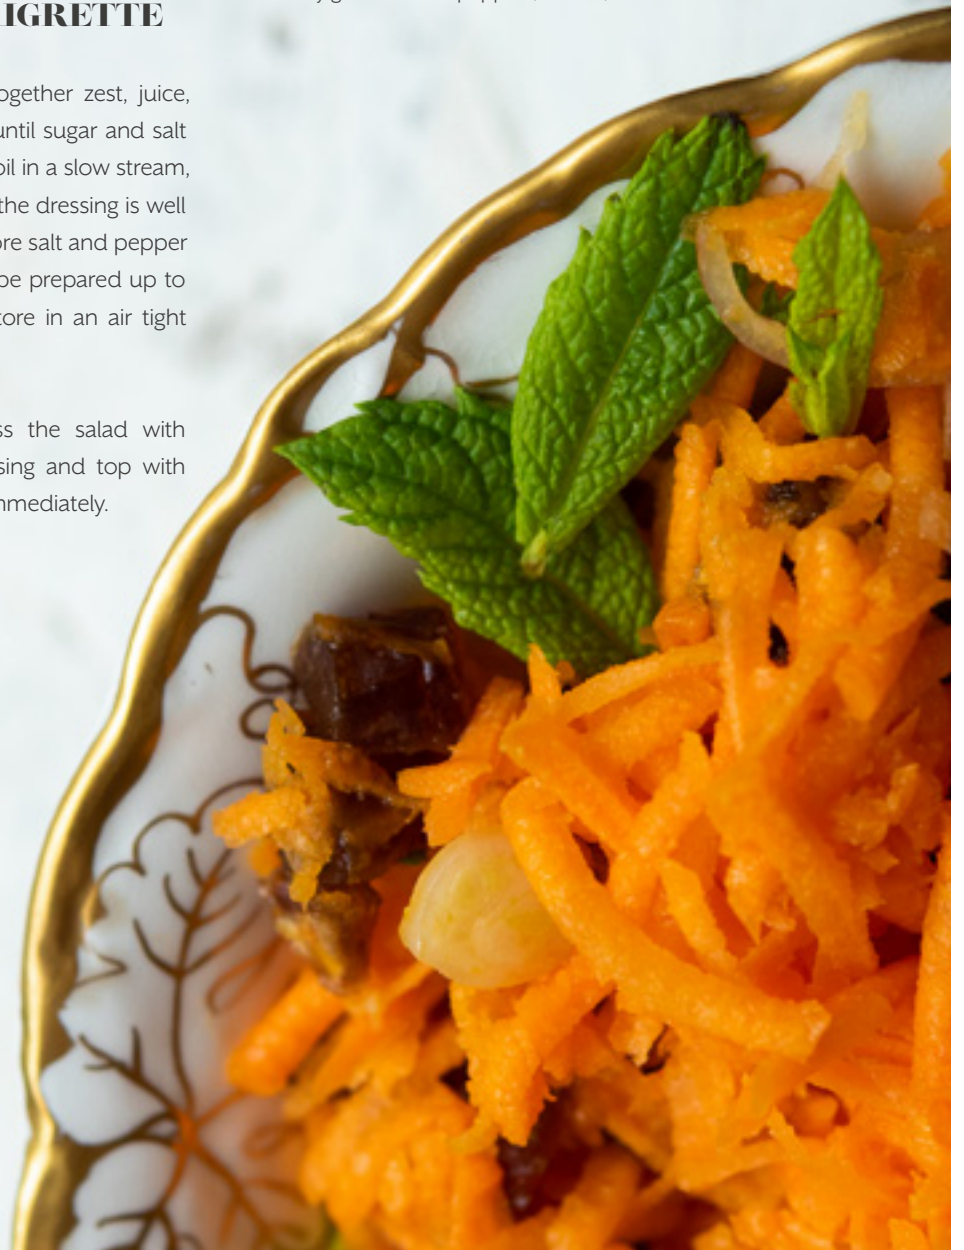 IGRETTE
ogether zest, juice,
until sugar and salt
oil in a slow stream,
the dressing is well
ore salt and pepper
be prepared up to
tore in an air tight
ss the salad with
sing and top with
mmediately.